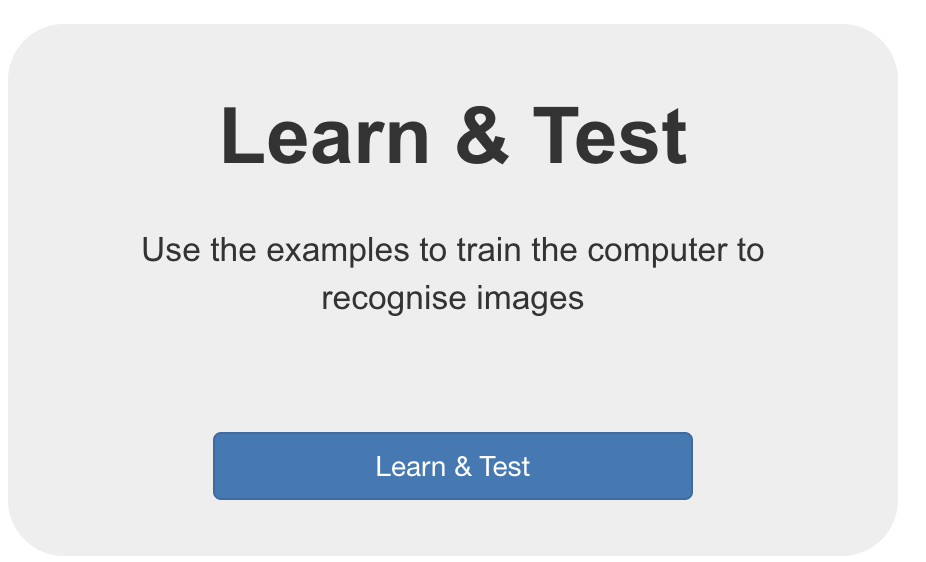 Learn & Test
Use the examples to train the computer to
recognise images
Learn & Test